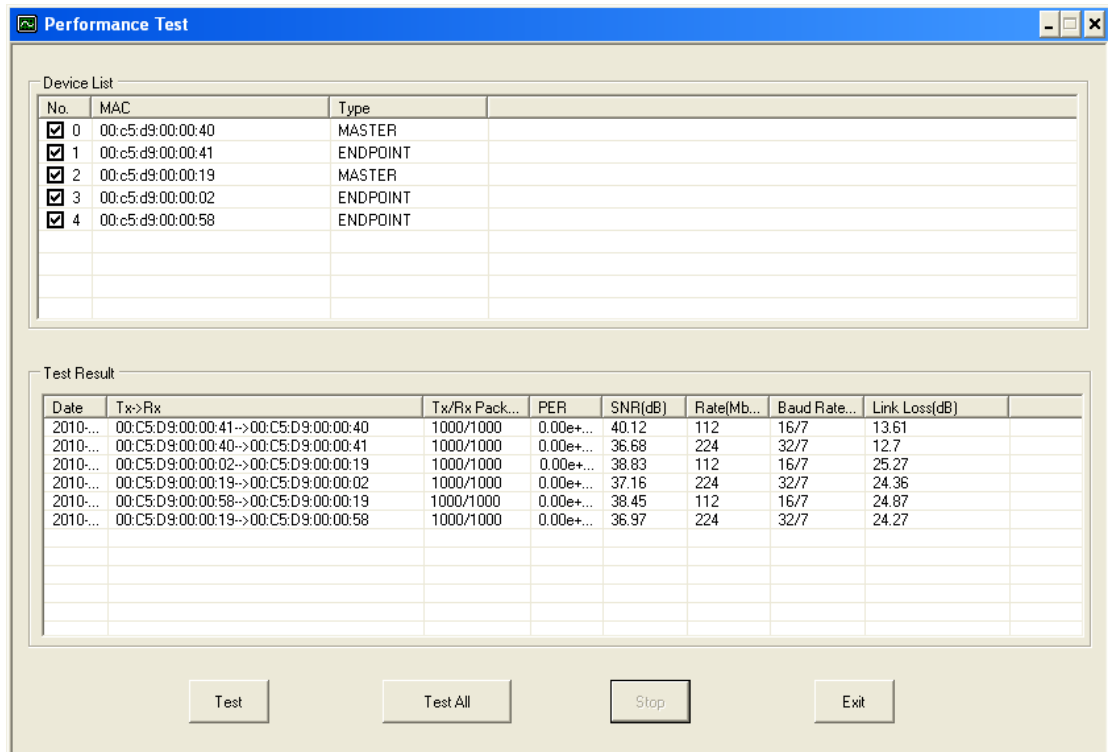 Performance Test
Device List
No. MAC Type
0 00:c5:d9:00:00:40 MASTER
1 00:c5:d9:00:00:41 ENDPOINT
2 00:c5:d9:00:00:19 MASTER
3 00:c5:d9:00:00:02 ENDPOINT
4 00:c5:d9:00:00:58 ENDPOINT
Test Result
Date Tx->Rx Tx/Rx Pack... PER SNR(dB) Rate(Mb... Baud Rate... Link Loss(dB)
2010-... 00:C5:D9:00:00:41-->00:C5:D9:00:00:40 1000/1000 0.00e+... 40.12 112 16/7 13.61
2010-... 00:C5:D9:00:00:40-->00:C5:D9:00:00:41 1000/1000 0.00e+... 36.68 224 32/7 12.7
2010-... 00:C5:D9:00:00:02-->00:C5:D9:00:00:19 1000/1000 0.00e+... 38.83 112 16/7 25.27
2010-... 00:C5:D9:00:00:19-->00:C5:D9:00:00:02 1000/1000 0.00e+... 37.16 224 32/7 24.36
2010-... 00:C5:D9:00:00:58-->00:C5:D9:00:00:19 1000/1000 0.00e+... 38.45 112 16/7 24.87
2010-... 00:C5:D9:00:00:19-->00:C5:D9:00:00:58 1000/1000 0.00e+... 36.97 224 32/7 24.27
Test Test All Stop Exit